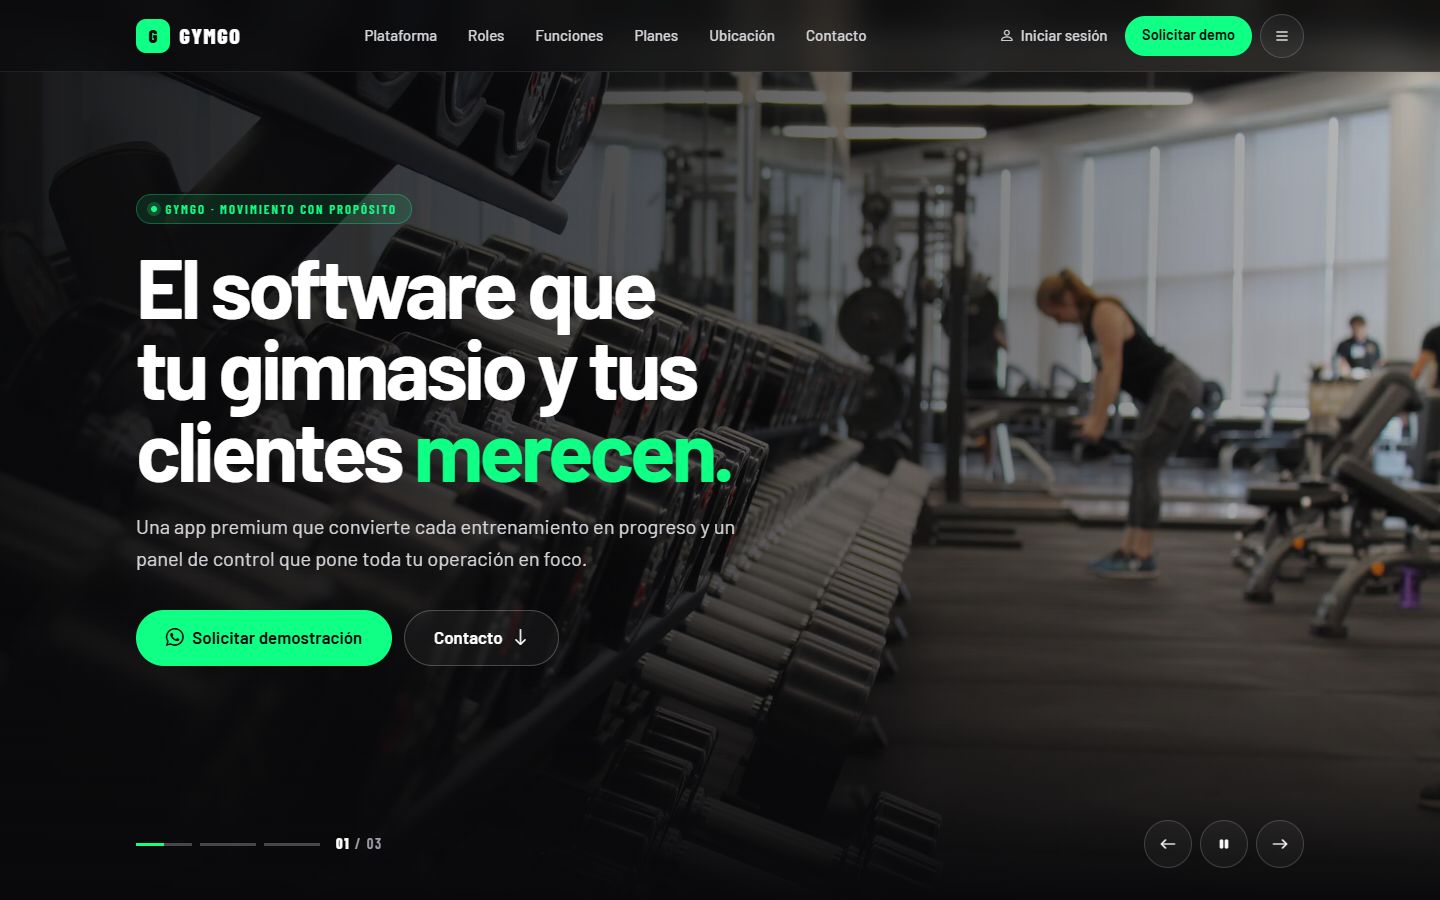 G GYMGO
Plataforma Roles Funciones Planes Ubicación Contacto
Iniciar sesión
Solicitar demo
GYMGO · MOVIMIENTO CON PROPÓSITO
El software que
tu gimnasio y tus
clientes merecen.
Una app premium que convierte cada entrenamiento en progreso y un
panel de control que pone toda tu operación en foco.
Solicitar demostración
Contacto ↓
01 / 03